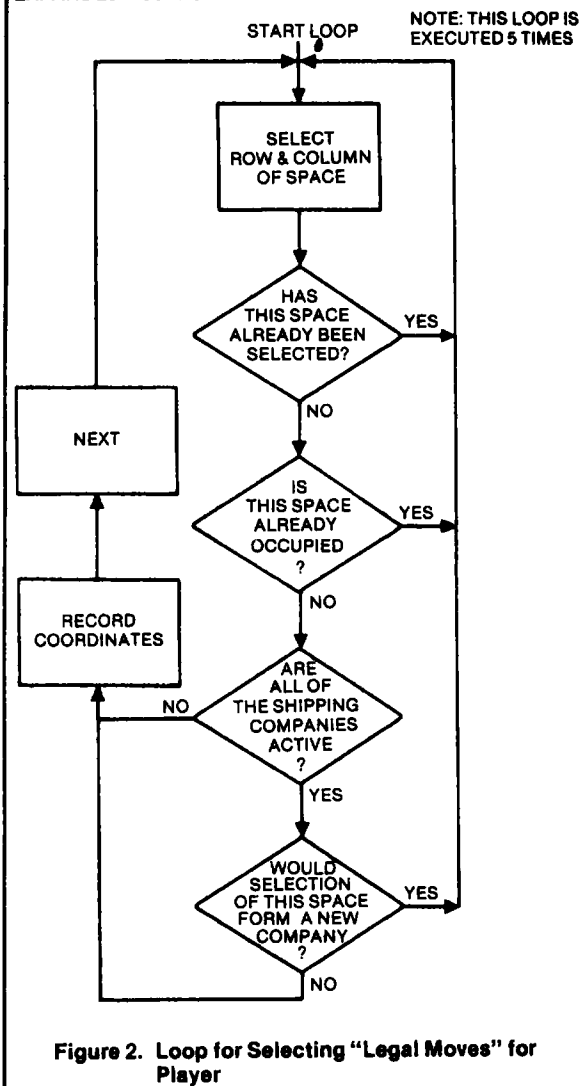 START LOOP
NOTE: THIS LOOP IS
EXECUTED 5 TIMES
SELECT
ROW & COLUMN
OF SPACE
HAS
THIS SPACE
ALREADY BEEN
SELECTED?
YES
NO
NEXT
IS
THIS SPACE
ALREADY
OCCUPIED
?
YES
NO
RECORD
COORDINATES
ARE
ALL OF
THE SHIPPING
COMPANIES
ACTIVE
?
NO
YES
WOULD
SELECTION
OF THIS SPACE
FORM A NEW
COMPANY
?
YES
NO
Figure 2. Loop for Selecting “Legal Moves” for
Player